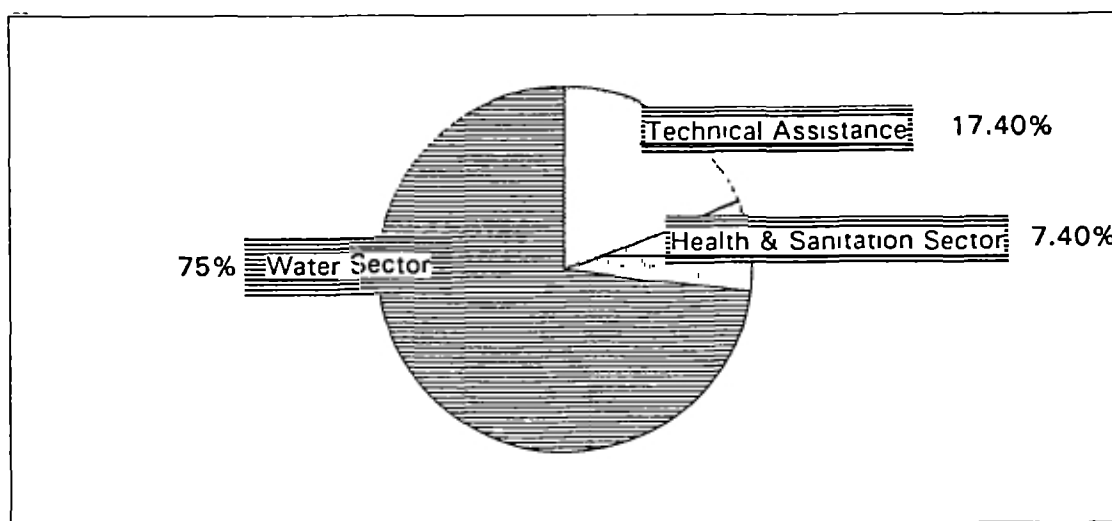 Technical Assistance 17.40%
Health & Sanitation Sector 7.40%
75% Water Sector